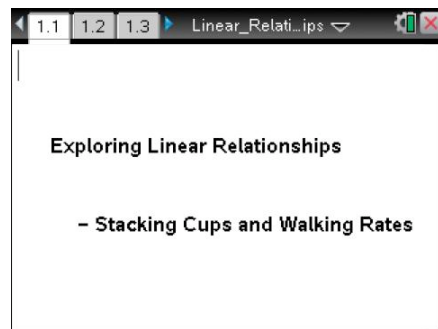 1.1 1.2 1.3 Linear_Relati...ips
Exploring Linear Relationships
– Stacking Cups and Walking Rates